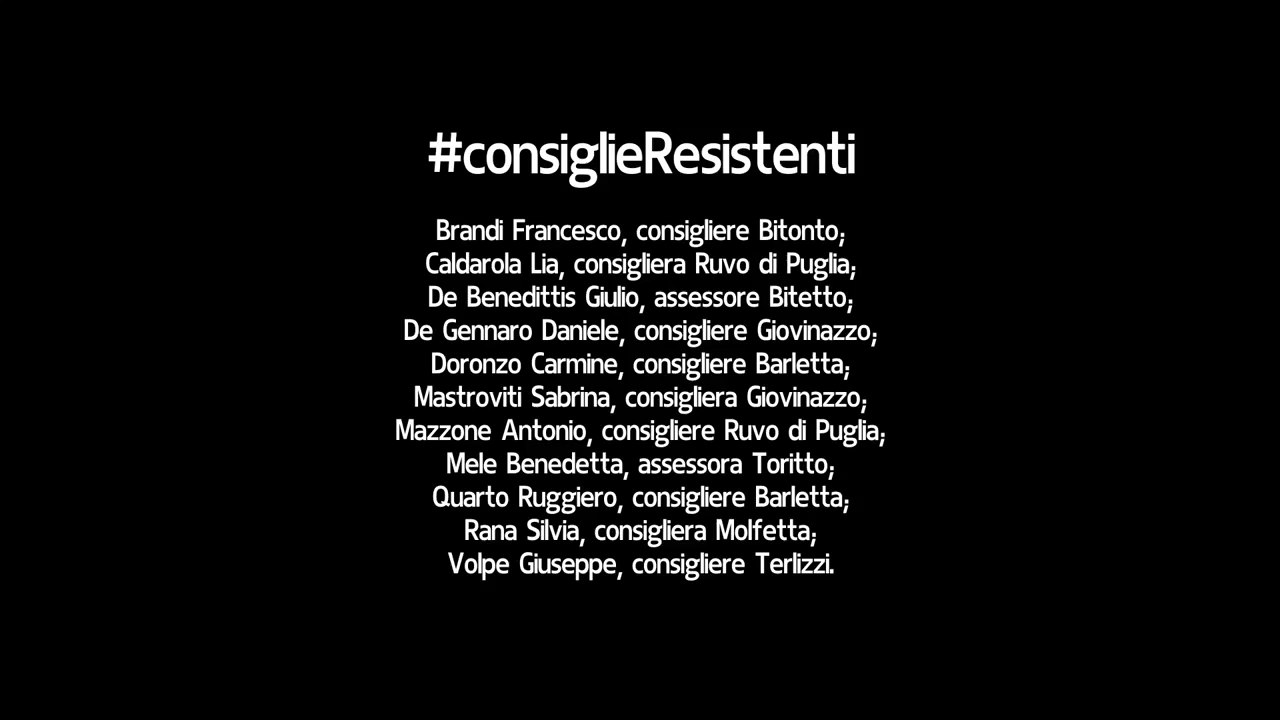 #consiglieResistenti
Brandi Francesco, consigliere Bitonto;
Caldarola Lia, consigliera Ruvo di Puglia;
De Benedittis Giulio, assessore Bitetto;
De Gennaro Daniele, consigliere Giovinazzo;
Doronzo Carmine, consigliere Barletta;
Mastroviti Sabrina, consigliera Giovinazzo;
Mazzone Antonio, consigliere Ruvo di Puglia;
Mele Benedetta, assessora Toritto;
Quarto Ruggiero, consigliere Barletta;
Rana Silvia, consigliera Molfetta;
Volpe Giuseppe, consigliere Terlizzi.